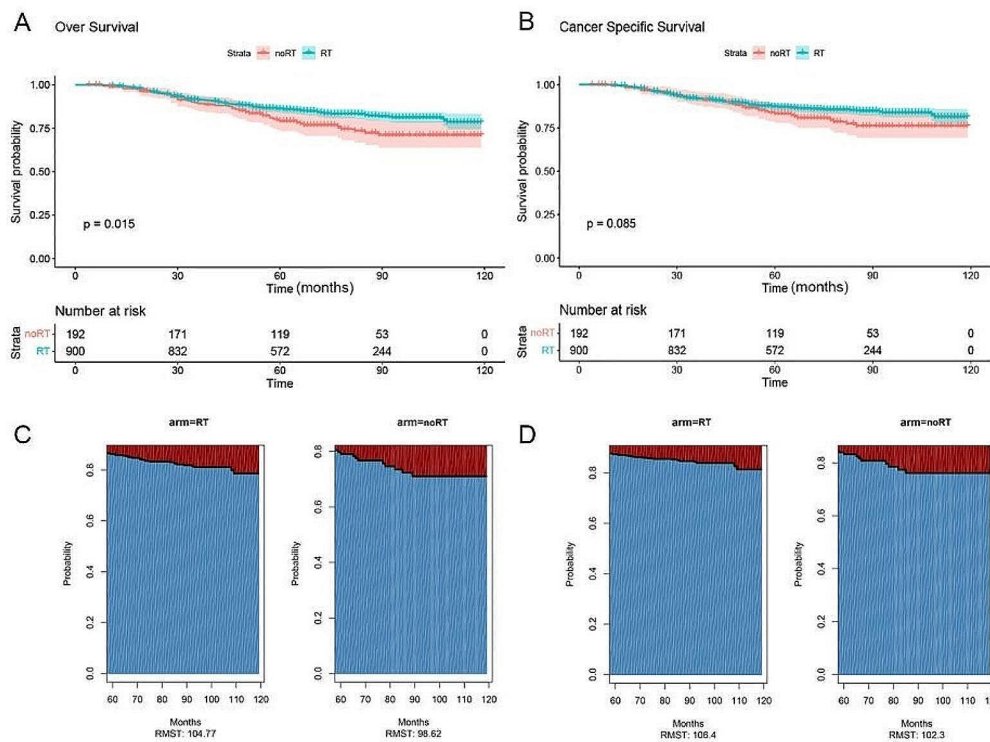 A Over Survival
Strata noRT RT
1.00
0.75
0.50
0.25
0.00
Survival probability
p = 0.015
0 30 60 90 120
Time (months)
Number at risk
Strata
noRT 192 171 119 53 0
RT 900 832 572 244 0
0 30 60 90 120
Time
B Cancer Specific Survival
Strata noRT RT
1.00
0.75
0.50
0.25
0.00
Survival probability
p = 0.085
0 30 60 90 120
Time (months)
Number at risk
Strata
noRT 192 171 119 53 0
RT 900 832 572 244 0
0 30 60 90 120
Time
C
arm=RT
0.8
0.6
0.4
0.2
0.0
Probability
60 70 80 90 100 110 120
Months
RMST: 104.77
arm=noRT
0.8
0.6
0.4
0.2
0.0
Probability
60 70 80 90 100 110 120
Months
RMST: 98.62
D
arm=RT
0.8
0.6
0.4
0.2
0.0
Probability
60 70 80 90 100 110 120
Months
RMST: 106.4
arm=noRT
0.8
0.6
0.4
0.2
0.0
Probability
60 70 80 90 100 110
Months
RMST: 102.3